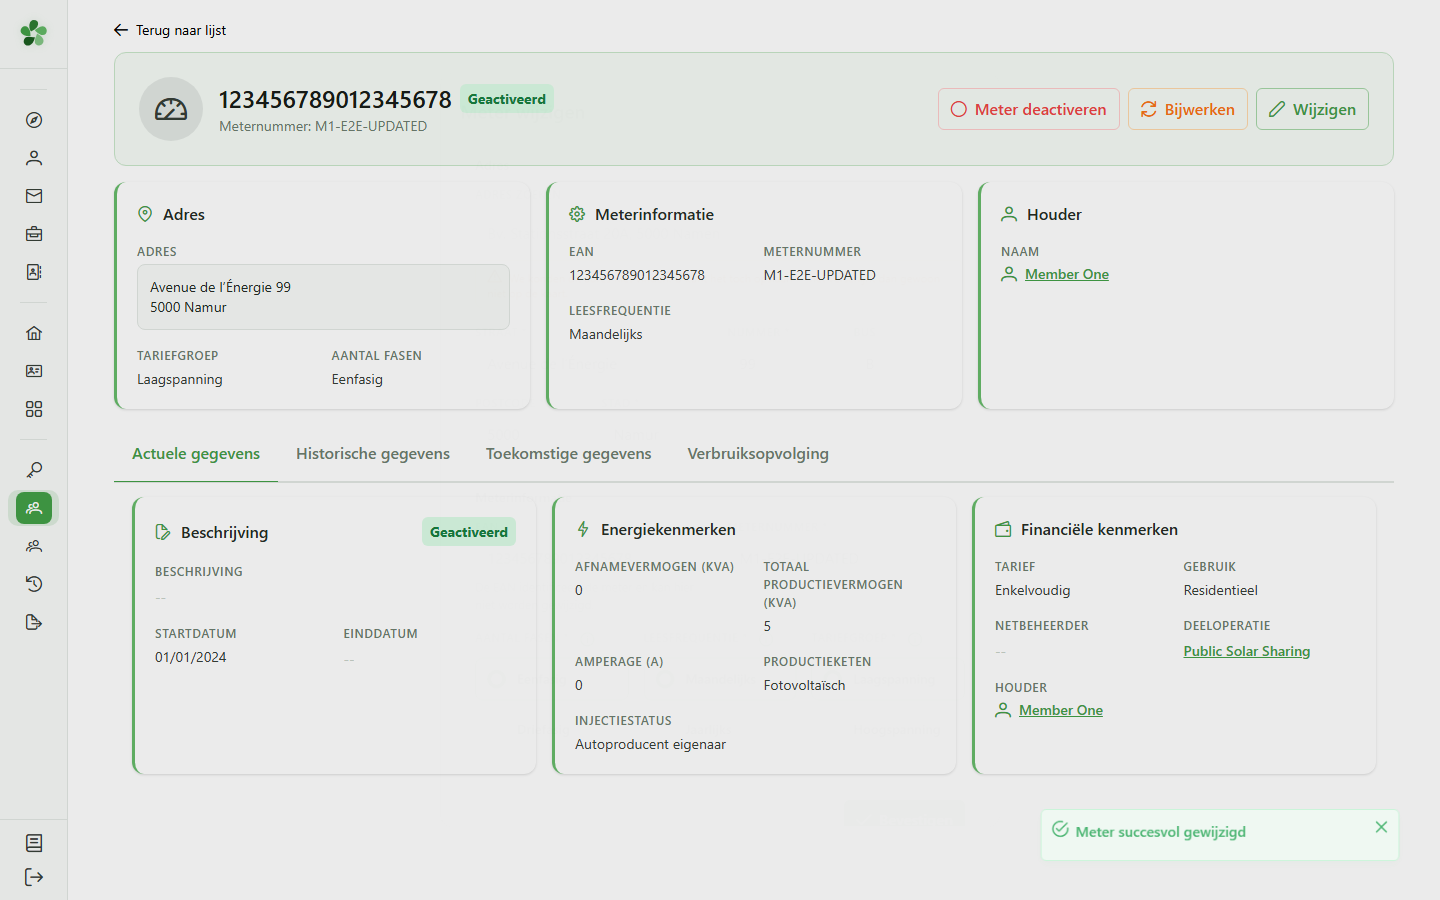 Terug naar lijst
123456789012345678 Geactiveerd
Meternummer: M1-E2E-UPDATED
Meter deactiveren
Bijwerken
Wijzigen
Adres
ADRES
Avenue de l'Énergie 99
5000 Namur
TARIEFGROEP
Laagspanning
AANTAL FASEN
Eenfasig
Meterinformatie
EAN
123456789012345678
METERNUMMER
M1-E2E-UPDATED
LEESFREQUENTIE
Maandelijks
Houder
NAAM
Member One
Actuele gegevens
Historische gegevens
Toekomstige gegevens
Verbruiksopvolging
Beschrijving
Geactiveerd
BESCHRIJVING
--
STARTDATUM
01/01/2024
EINDDATUM
--
Energiekenmerken
AFNAMEVERMOGEN (KVA)
0
TOTAAL
PRODUCTIEVERMOGEN
(KVA)
5
AMPERAGE (A)
0
PRODUCTIEKETEN
Fotovoltaïsch
INJECTIESTATUS
Autoproducent eigenaar
Financiële kenmerken
TARIEF
Enkelvoudig
GEBRUIK
Residentieel
NETBEHEERDER
--
DEELOPERATIE
Public Solar Sharing
HOUDER
Member One
Meter succesvol gewijzigd